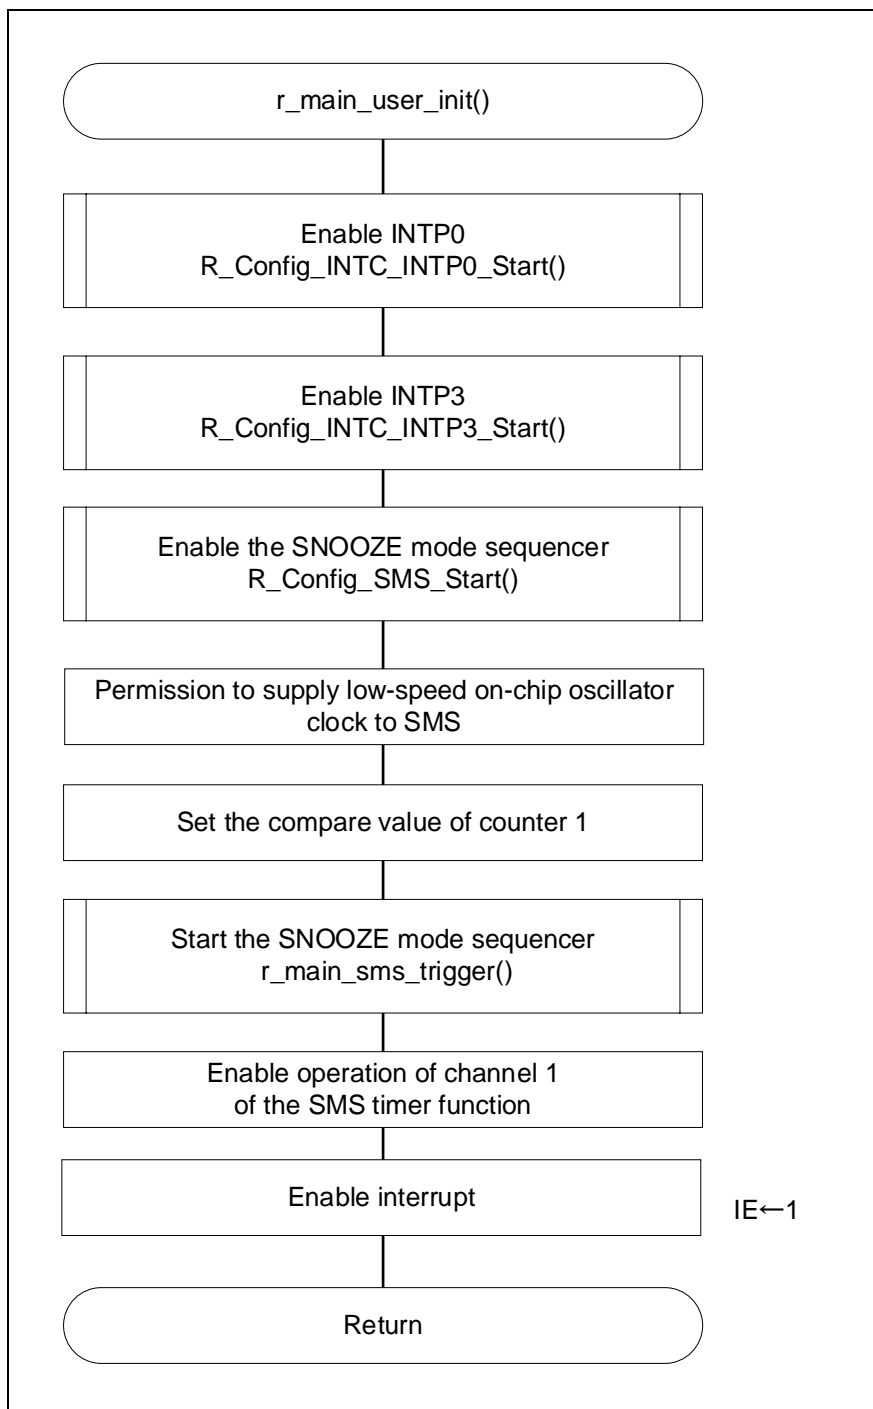 r_main_user_init()
Enable INTP0
R_Config_INTC_INTP0_Start()
Enable INTP3
R_Config_INTC_INTP3_Start()
Enable the SNOOZE mode sequencer
R_Config_SMS_Start()
Permission to supply low-speed on-chip oscillator
clock to SMS
Set the compare value of counter 1
Start the SNOOZE mode sequencer
r_main_sms_trigger()
Enable operation of channel 1
of the SMS timer function
Enable interrupt
IE←1
Return